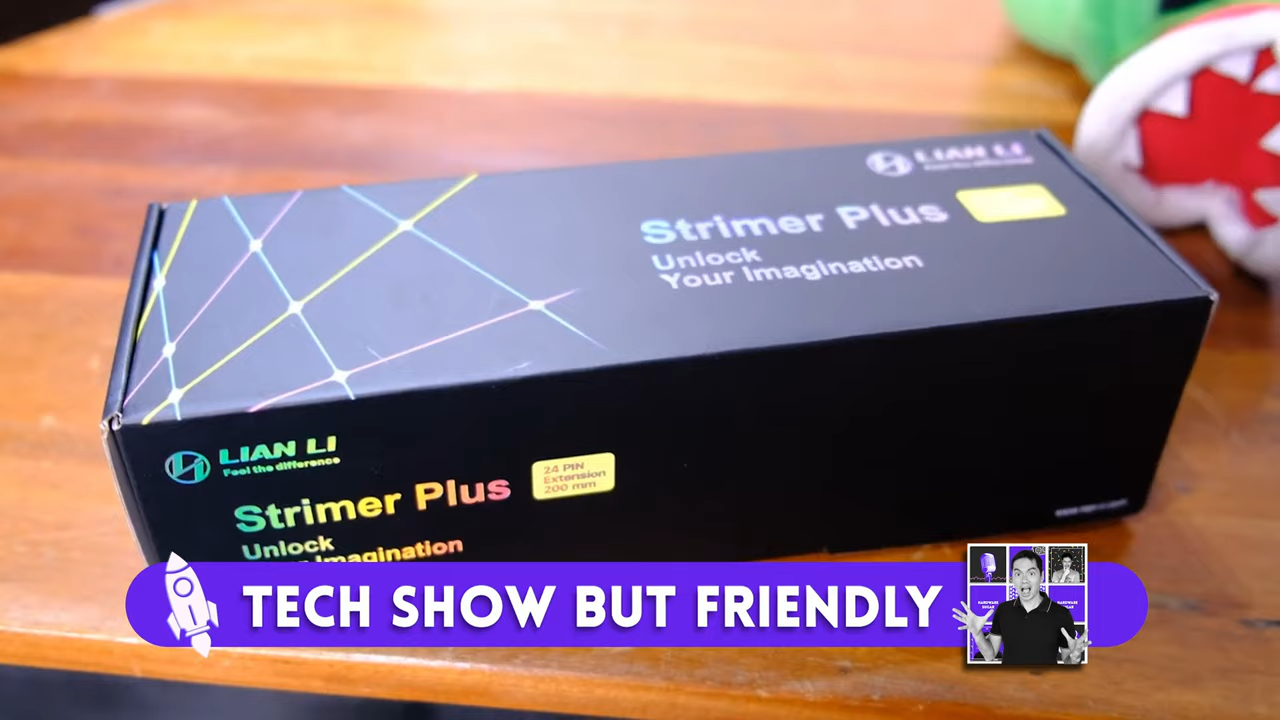 LIAN LI
Strimer Plus
Unlock
Your Imagination
LIAN LI
Feel the difference
Strimer Plus
24 PIN
Extension
200 mm
Unlock
Imagination
TECH SHOW BUT FRIENDLY